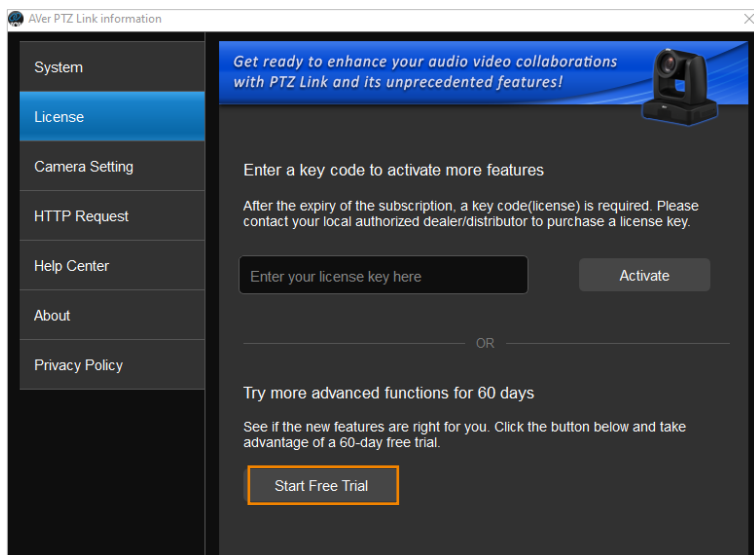 AVer PTZ Link information
System
License
Camera Setting
HTTP Request
Help Center
About
Privacy Policy
Get ready to enhance your audio video collaborations
with PTZ Link and its unprecedented features!
Enter a key code to activate more features
After the expiry of the subscription, a key code(license) is required. Please
contact your local authorized dealer/distributor to purchase a license key.
Enter your license key here
Activate
OR
Try more advanced functions for 60 days
See if the new features are right for you. Click the button below and take
advantage of a 60-day free trial.
Start Free Trial